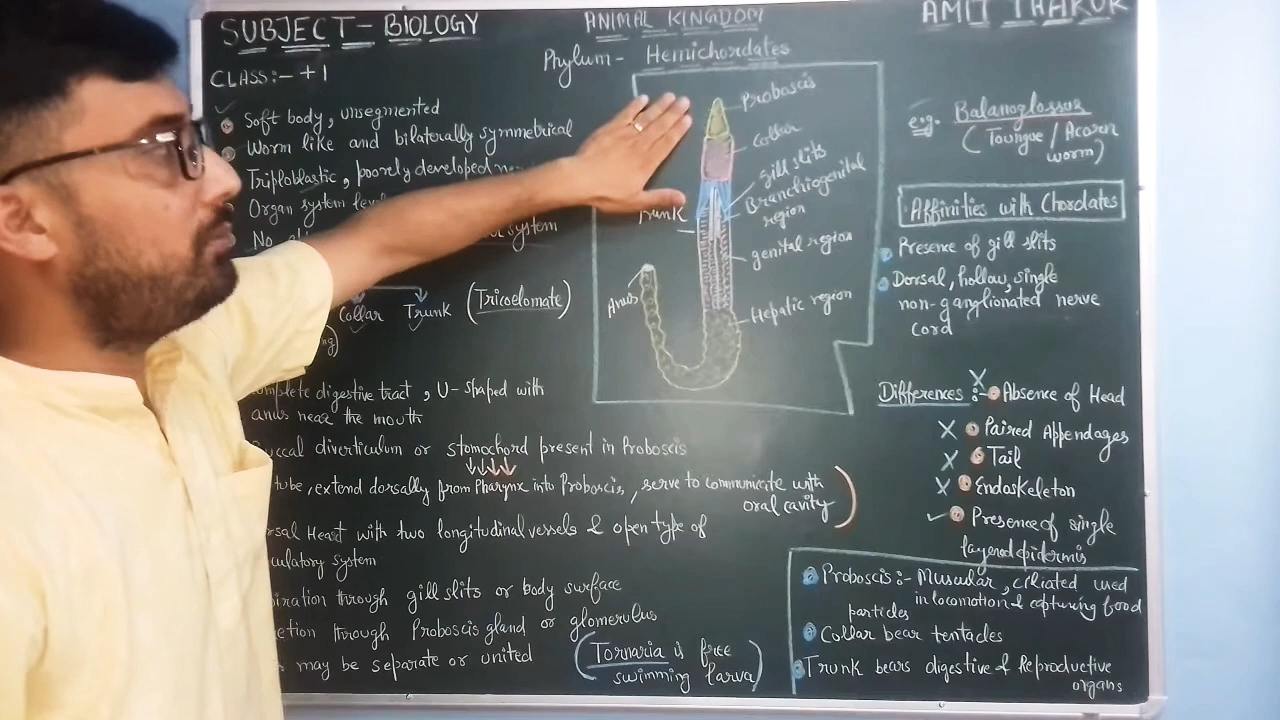 SUBJECT - BIOLOGY
ANIMAL KINGDOM
AMIT THAKUR
Phylum - Hemichordates
CLASS:- +1
Soft body, unsegmented
Worm like and bilaterally symmetrical
Triploblastic, poorely developed
Organ system
No
system
Collar Trunk (Tricoelomate)
Complete digestive tract, U-shaped with
anus near the mouth
Buccal diverticulum or stomochord present in Proboscis
tube, extend dorsally from Pharynx into Proboscis, serve to communicate with
oral cavity
Dorsal Heart with two longitudinal vessels & open type of
circulatory system
through gill slits or body surface
through Proboscis gland or glomerulus
may be separate or united
(Tornaria is free
swimming larva)
Proboscis
Collar
Gill slits
Branchiogenital
region
Trunk
genital region
Anus
Hepatic region
e.g. Balanoglossus
(Toungue / Acorn
worm)
Affinities with Chordates
Presence of gill slits
Dorsal, hollow, single
non-ganglionated nerve
cord
Differences :- X Absence of Head
X Paired Appendages
X Tail
X Endoskeleton
✓ Presence of single
layered epidermis
Proboscis :- Muscular, ciliated used
in locomotion & capturing food
particles
Collar bear tentacles
Trunk bears digestive & Reproductive
organs